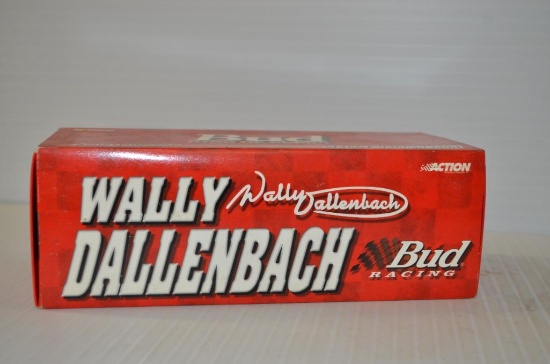 Bud
ACTION
WALLY
Wally Dallenbach
DALLENBACH
Bud
RACING